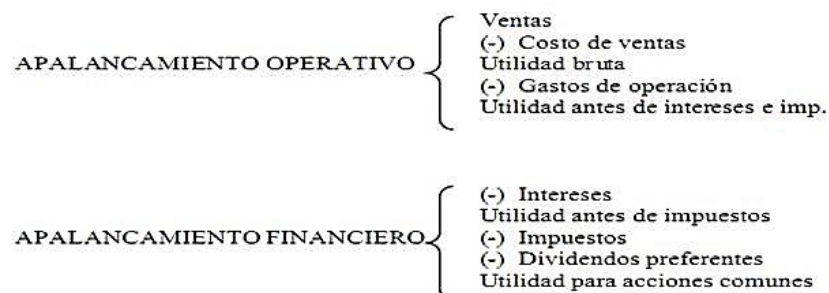 APALANCAMIENTO OPERATIVO
Ventas
(-) Costo de ventas
Utilidad bruta
(-) Gastos de operación
Utilidad antes de intereses e imp.
APALANCAMIENTO FINANCIERO
(-) Intereses
Utilidad antes de impuestos
(-) Impuestos
(-) Dividendos preferentes
Utilidad para acciones comunes